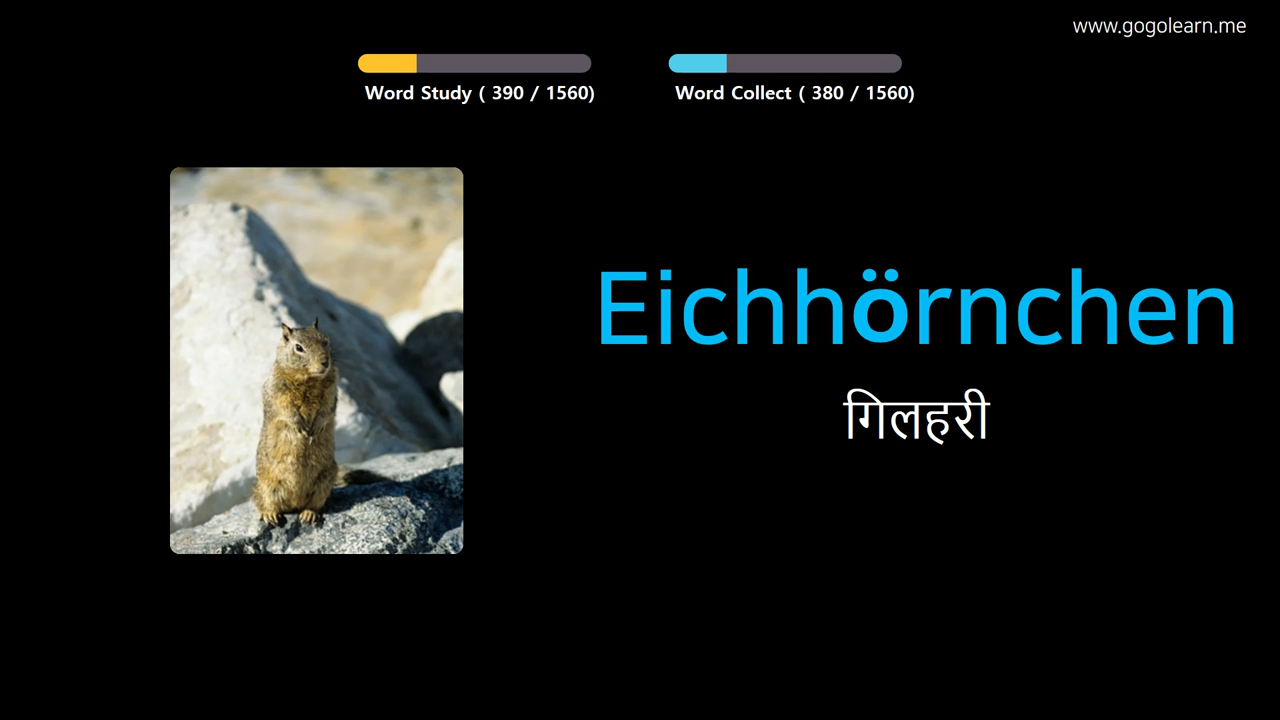 www.gogolearn.me
Word Study ( 390 / 1560)
Word Collect ( 380 / 1560)
Eichhörnchen
गिलहरी